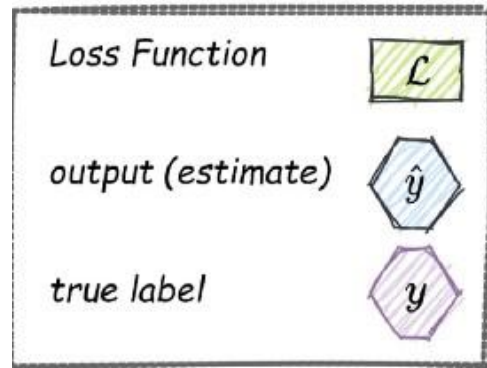 Loss Function ℒ
output (estimate) ŷ
true label y